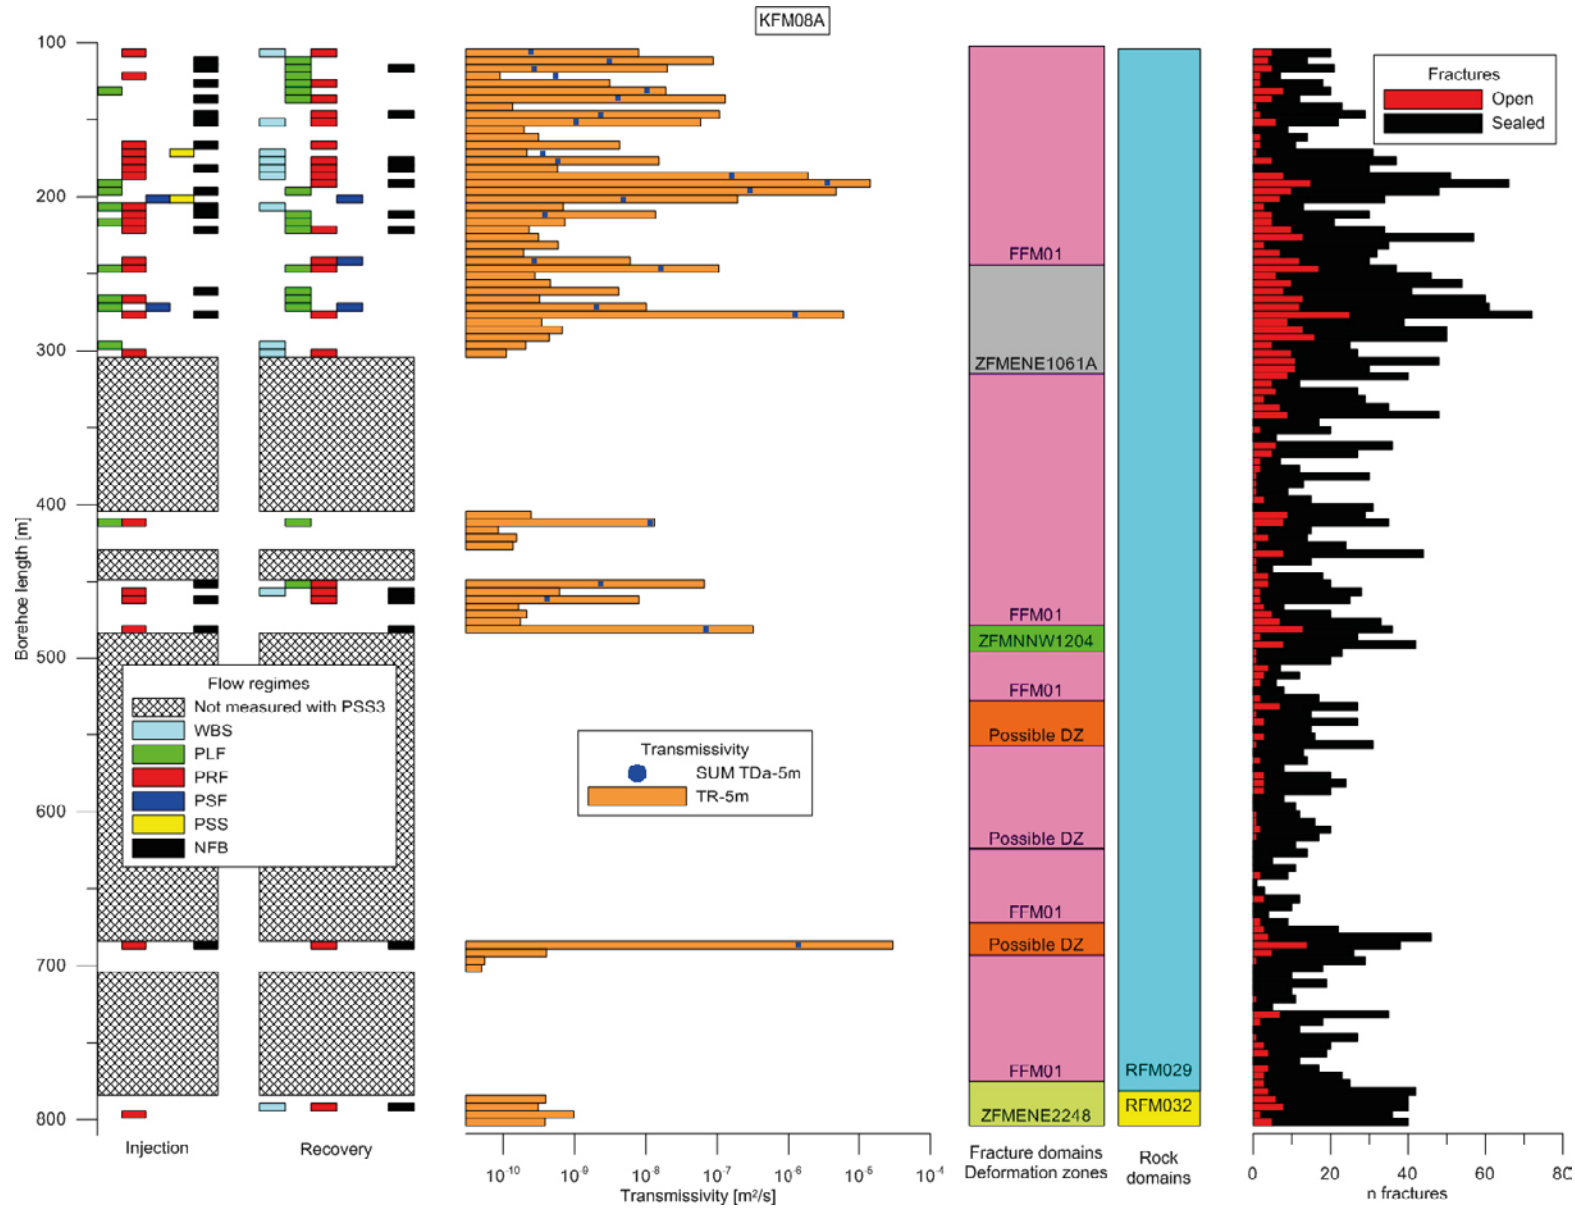 KFM08A
100
200
300
400
500
600
700
800
Borehoe length [m]
Injection
Recovery
Flow regimes
Not measured with PSS3
WBS
PLF
PRF
PSF
PSS
NFB
Transmissivity
SUM TDa-5m
TR-5m
10-10
10-9
10-8
10-7
10-6
10-5
10-4
Transmissivity [m²/s]
FFM01
ZFMENE1061A
FFM01
ZFMNNW1204
FFM01
Possible DZ
Possible DZ
FFM01
Possible DZ
FFM01
ZFMENE2248
Fracture domains
Deformation zones
RFM029
RFM032
Rock
domains
Fractures
Open
Sealed
0
20
40
60
80
n fractures